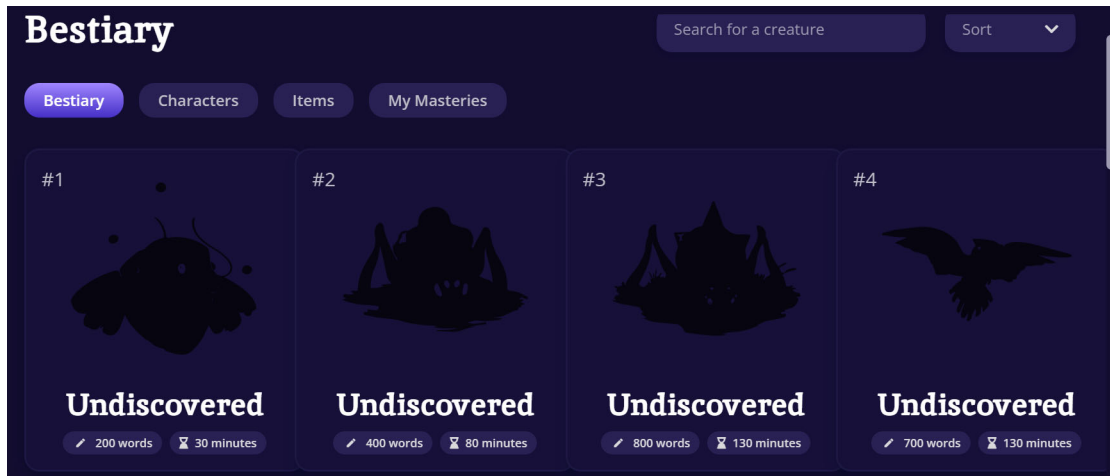 Bestiary
Search for a creature
Sort
Bestiary
Characters
Items
My Masteries
#1
#2
#3
#4
Undiscovered
Undiscovered
Undiscovered
Undiscovered
200 words
30 minutes
400 words
80 minutes
800 words
130 minutes
700 words
130 minutes